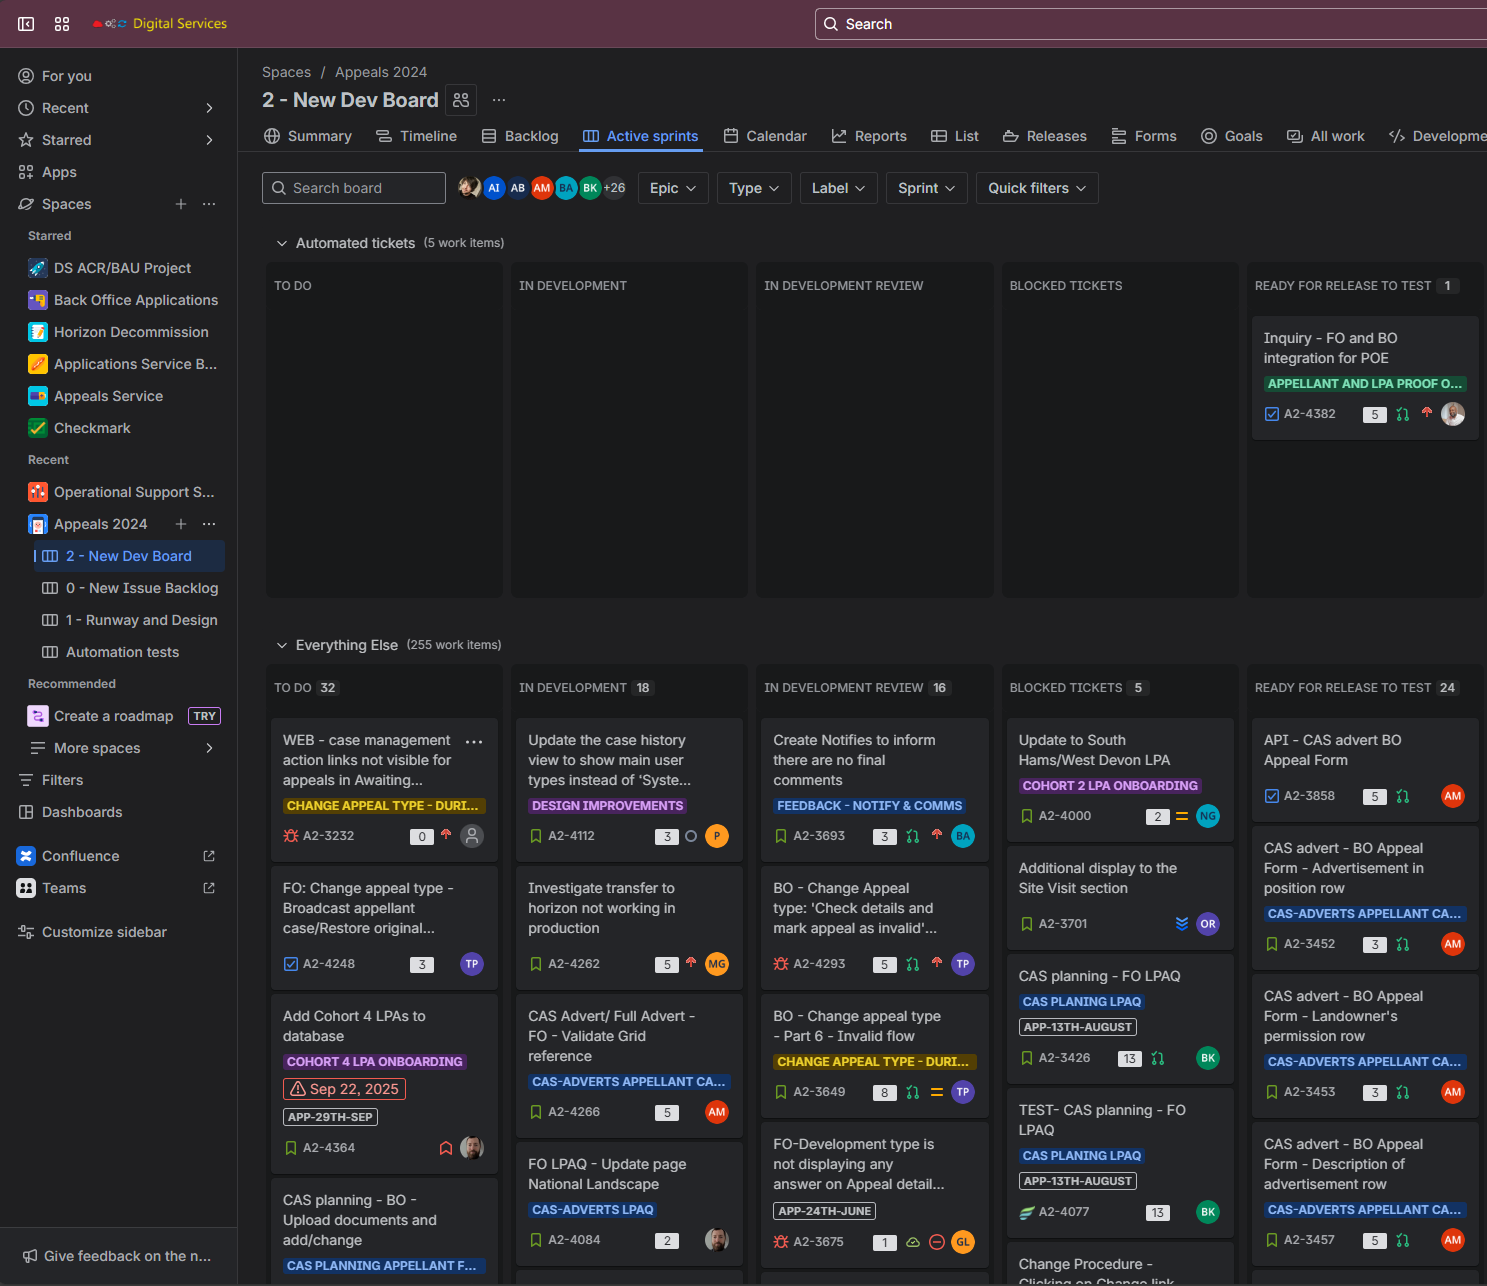 Digital Services
Search
For you
Recent
Starred
Apps
Spaces
Starred
DS ACR/BAU Project
Back Office Applications
Horizon Decommission
Applications Service B...
Appeals Service
Checkmark
Recent
Operational Support S...
Appeals 2024
2 - New Dev Board
0 - New Issue Backlog
1 - Runway and Design
Automation tests
Recommended
Create a roadmap TRY
More spaces
Filters
Dashboards
Confluence
Teams
Customize sidebar
Give feedback on the n...
Spaces / Appeals 2024
2 - New Dev Board
Summary Timeline Backlog Active sprints Calendar Reports List Releases Forms Goals All work Developme
Search board AI AB AM BA BK +26 Epic Type Label Sprint Quick filters
Automated tickets (5 work items)
TO DO
IN DEVELOPMENT
IN DEVELOPMENT REVIEW
BLOCKED TICKETS
READY FOR RELEASE TO TEST 1
Inquiry - FO and BO
integration for POE
APPELLANT AND LPA PROOF O...
A2-4382 5
Everything Else (255 work items)
TO DO 32
WEB - case management
action links not visible for
appeals in Awaiting...
CHANGE APPEAL TYPE - DURI...
A2-3232 0
FO: Change appeal type -
Broadcast appellant
case/Restore original...
A2-4248 3 TP
Add Cohort 4 LPAs to
database
COHORT 4 LPA ONBOARDING
Sep 22, 2025
APP-29TH-SEP
A2-4364
CAS planning - BO -
Upload documents and
add/change
CAS PLANNING APPELLANT F...
IN DEVELOPMENT 18
Update the case history
view to show main user
types instead of 'Syste...
DESIGN IMPROVEMENTS
A2-4112 3 P
Investigate transfer to
horizon not working in
production
A2-4262 5 MG
CAS Advert/ Full Advert -
FO - Validate Grid
reference
CAS-ADVERTS APPELLANT CA...
A2-4266 5 AM
FO LPAQ - Update page
National Landscape
CAS-ADVERTS LPAQ
A2-4084 2
IN DEVELOPMENT REVIEW 16
Create Notifies to inform
there are no final
comments
FEEDBACK - NOTIFY & COMMS
A2-3693 3 BA
BO - Change Appeal
type: 'Check details and
mark appeal as invalid'...
A2-4293 5 TP
BO - Change appeal type
- Part 6 - Invalid flow
CHANGE APPEAL TYPE - DURI...
A2-3649 8 TP
FO-Development type is
not displaying any
answer on Appeal detail...
APP-24TH-JUNE
A2-3675 1 GL
BLOCKED TICKETS 5
Update to South
Hams/West Devon LPA
COHORT 2 LPA ONBOARDING
A2-4000 2 NG
Additional display to the
Site Visit section
A2-3701 OR
CAS planning - FO LPAQ
CAS PLANING LPAQ
APP-13TH-AUGUST
A2-3426 13 BK
TEST- CAS planning - FO
LPAQ
CAS PLANING LPAQ
APP-13TH-AUGUST
A2-4077 13 BK
Change Procedure -
Clicking on Change link
READY FOR RELEASE TO TEST 24
API - CAS advert BO
Appeal Form
A2-3858 5 AM
CAS advert - BO Appeal
Form - Advertisement in
position row
CAS-ADVERTS APPELLANT CA...
A2-3452 3 AM
CAS advert - BO Appeal
Form - Landowner's
permission row
CAS-ADVERTS APPELLANT CA...
A2-3453 3 AM
CAS advert - BO Appeal
Form - Description of
advertisement row
CAS-ADVERTS APPELLANT CA...
A2-3457 5 AM